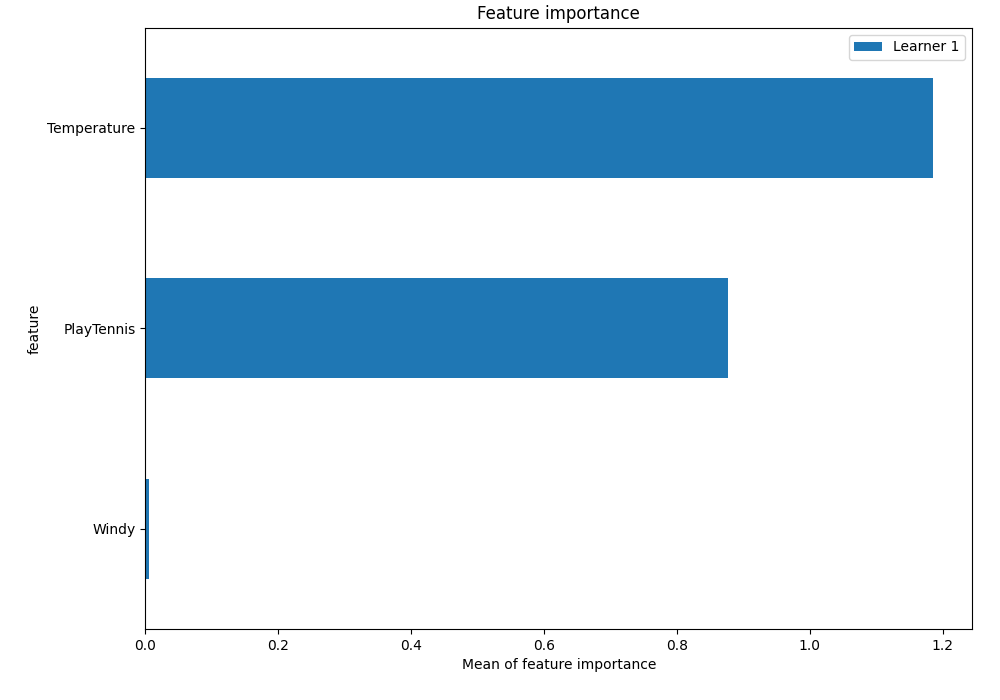 Feature importance
Learner 1
Temperature
PlayTennis
Windy
feature
0.0 0.2 0.4 0.6 0.8 1.0 1.2
Mean of feature importance